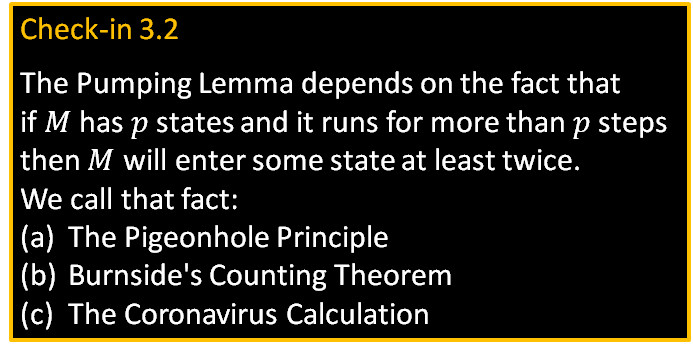 Check-in 3.2
The Pumping Lemma depends on the fact that
if M has p states and it runs for more than p steps
then M will enter some state at least twice.
We call that fact:
(a) The Pigeonhole Principle
(b) Burnside's Counting Theorem
(c) The Coronavirus Calculation